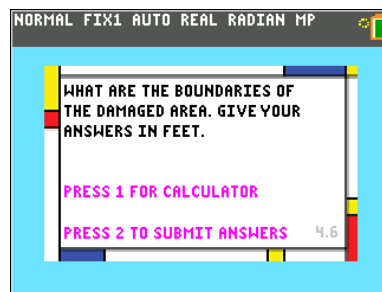 NORMAL FIX1 AUTO REAL RADIAN MP
WHAT ARE THE BOUNDARIES OF
THE DAMAGED AREA. GIVE YOUR
ANSWERS IN FEET.
PRESS 1 FOR CALCULATOR
PRESS 2 TO SUBMIT ANSWERS 4.6